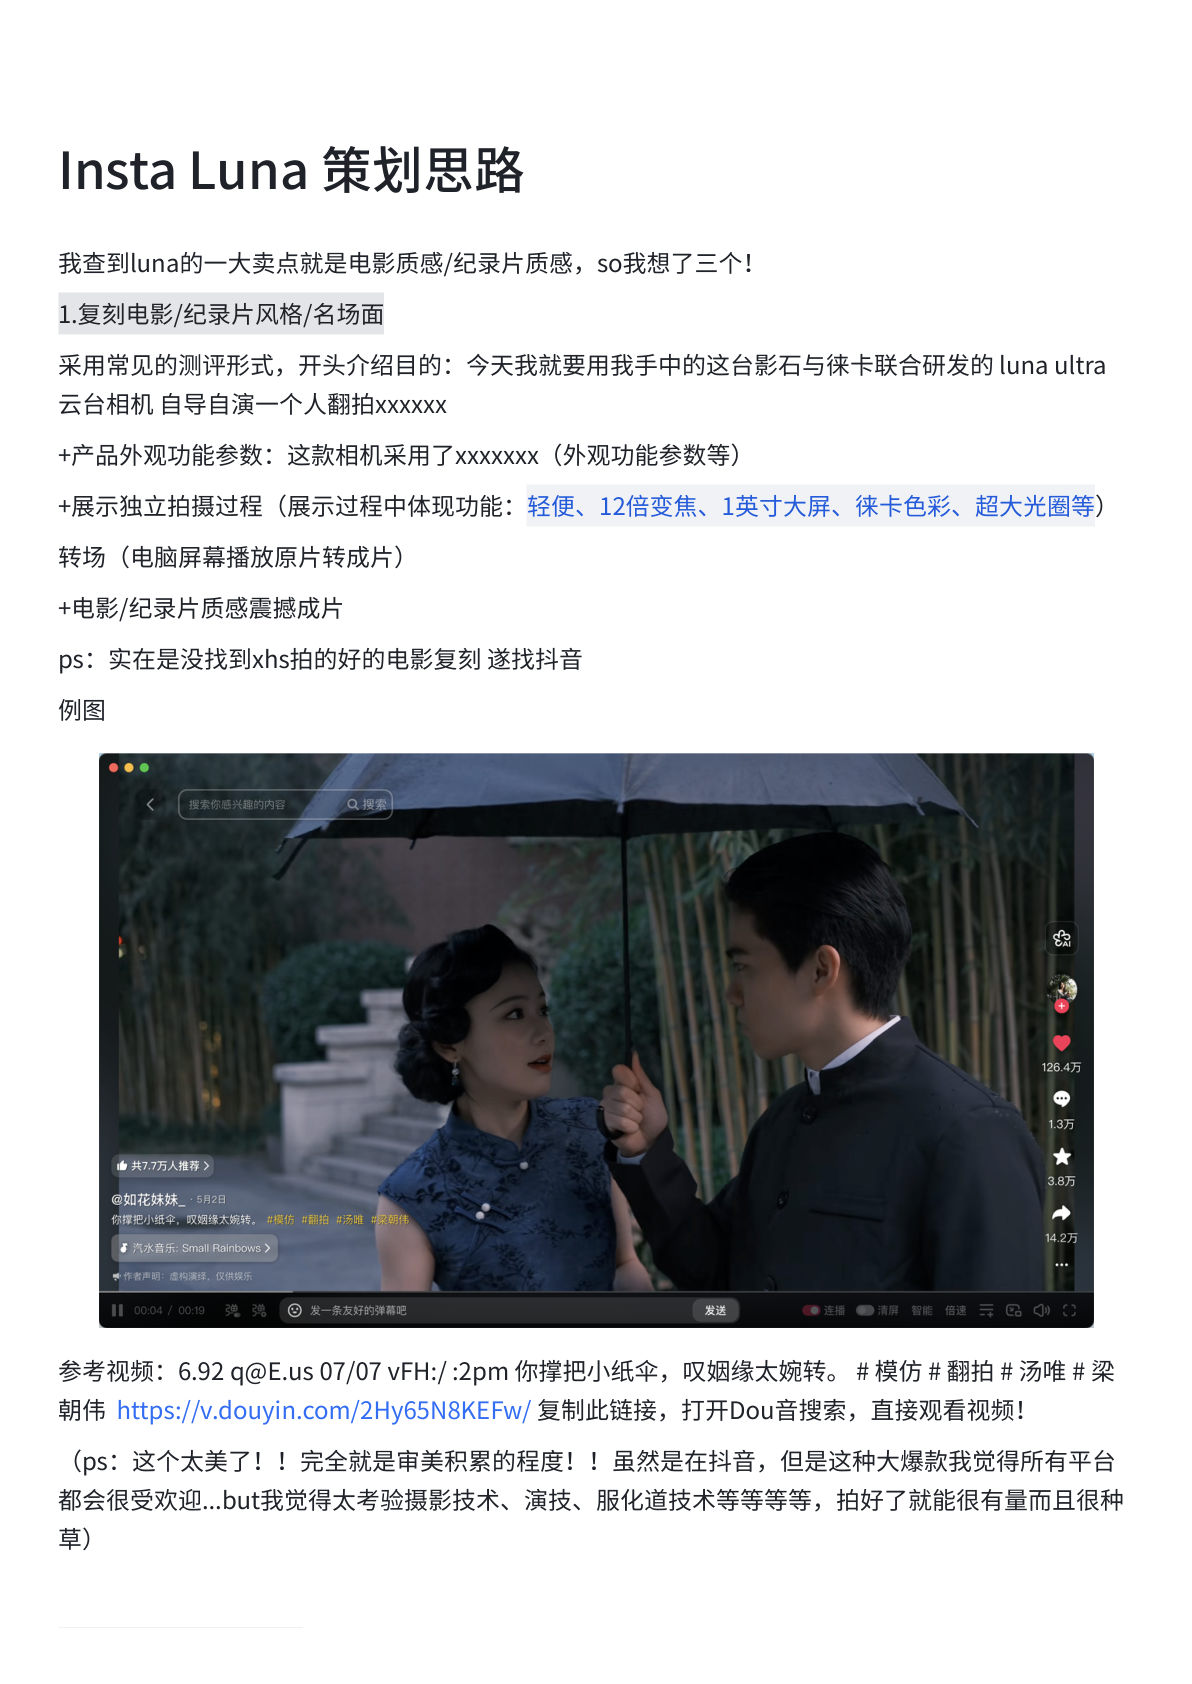 Insta Luna 策划思路
我查到luna的一大卖点就是电影质感/纪录片质感，so我想了三个！
1.复刻电影/纪录片风格/名场面
采用常见的测评形式，开头介绍目的：今天我就要用我手中的这台影石与徕卡联合研发的 luna ultra
云台相机 自导自演一个人翻拍xxxxxx
+产品外观功能参数：这款相机采用了xxxxxxx（外观功能参数等）
+展示独立拍摄过程（展示过程中体现功能：轻便、12倍变焦、1英寸大屏、徕卡色彩、超大光圈等）
转场（电脑屏幕播放原片转成片）
+电影/纪录片质感震撼成片
ps：实在是没找到xhs拍的好的电影复刻 遂找抖音
例图
搜索你感兴趣的内容 搜索
AI
126.4万
1.3万
3.8万
14.2万
共7.7万人推荐
@如花妹妹_ · 5月2日
你撑把小纸伞，叹姻缘太婉转。 #模仿 #翻拍 #汤唯 #梁朝伟
汽水音乐: Small Rainbows
作者声明：虚构演绎，仅供娱乐
00:04 / 00:19 弹 弹 发一条友好的弹幕吧 发送 连播 清屏 智能 倍速
参考视频：6.92 q@E.us 07/07 vFH:/ :2pm 你撑把小纸伞，叹姻缘太婉转。 # 模仿 # 翻拍 # 汤唯 # 梁
朝伟 https://v.douyin.com/2Hy65N8KEFw/ 复制此链接，打开Dou音搜索，直接观看视频！
（ps：这个太美了！！完全就是审美积累的程度！！虽然是在抖音，但是这种大爆款我觉得所有平台
都会很受欢迎...but我觉得太考验摄影技术、演技、服化道技术等等等等，拍好了就能很有量而且很种
草）